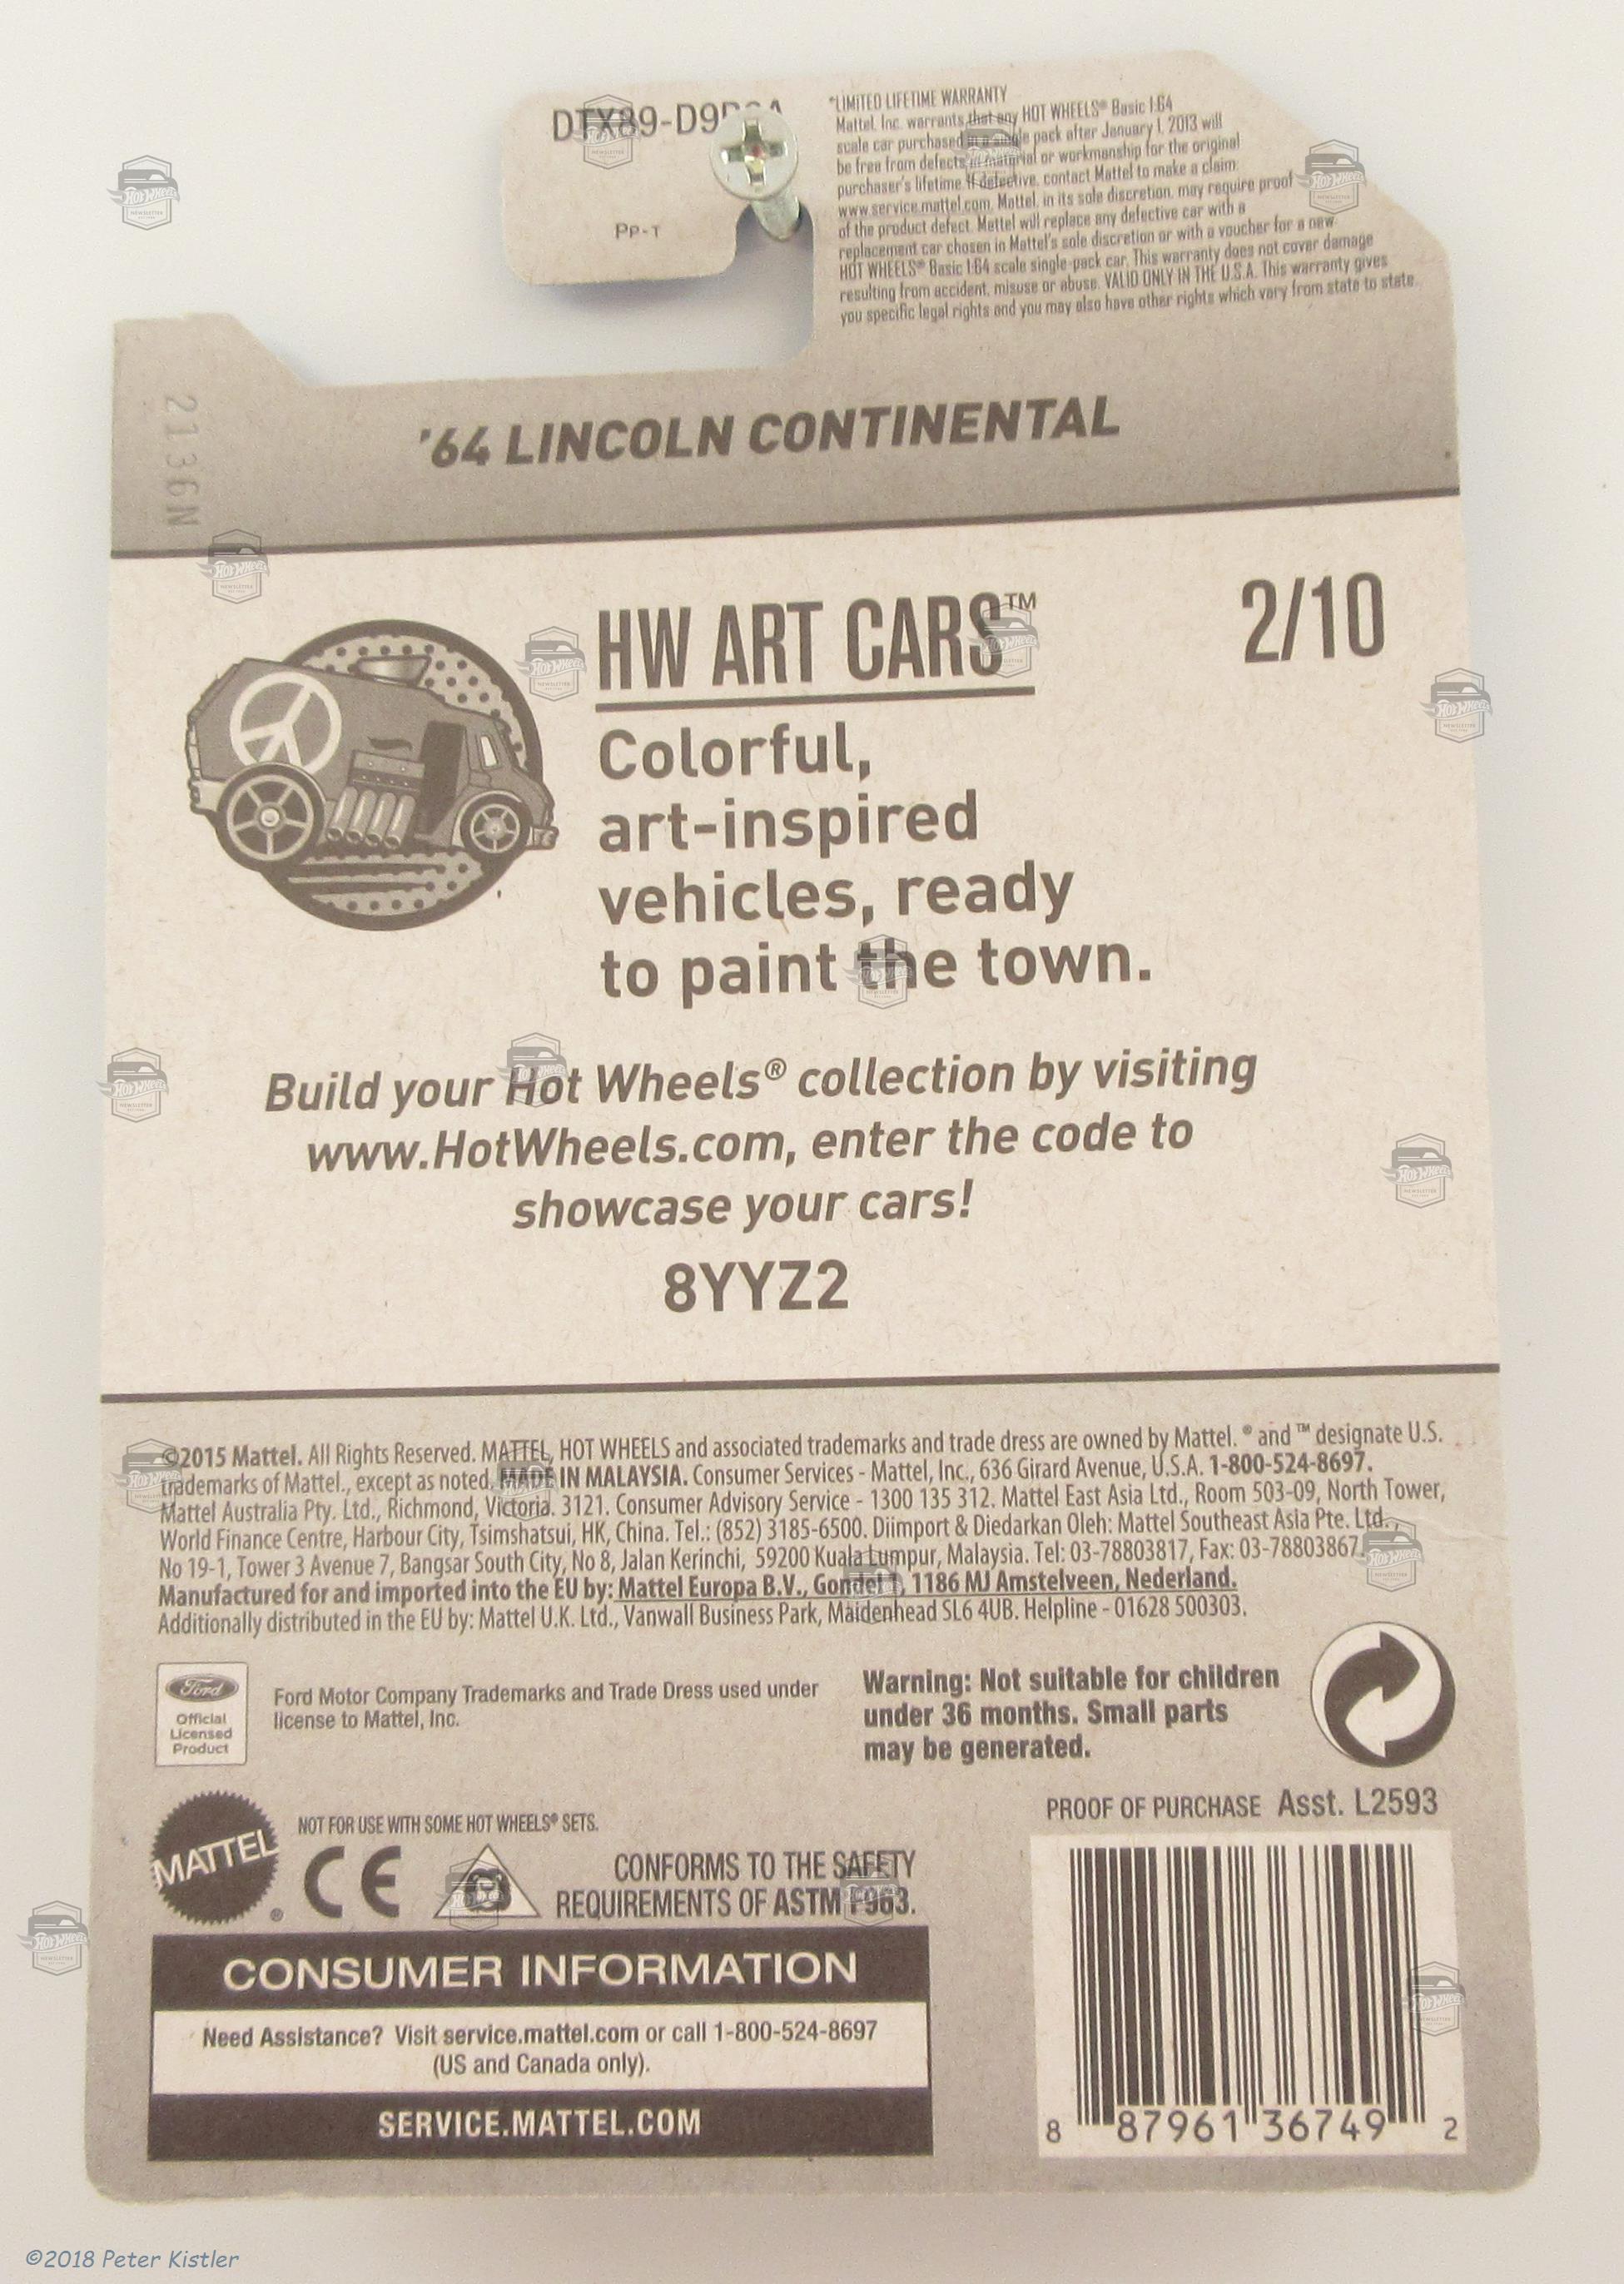 DTX89-D9
Pp-T
*LIMITED LIFETIME WARRANTY
Mattel, Inc. warrants that any HOT WHEELS® Basic 1:64
scale car purchased in a single pack after January 1, 2013 will
be free from defects in material or workmanship for the original
purchaser's lifetime. If defective, contact Mattel to make a claim:
www.service.mattel.com. Mattel, in its sole discretion, may require proof
of the product defect. Mattel will replace any defective car with a
replacement car chosen in Mattel's sole discretion or with a voucher for a new
HOT WHEELS® Basic 1:64 scale single-pack car. This warranty does not cover damage
resulting from accident, misuse or abuse. VALID ONLY IN THE U.S.A. This warranty gives
you specific legal rights and you may also have other rights which vary from state to state.
2136N
'64 LINCOLN CONTINENTAL
HW ART CARS™
2/10
Colorful,
art-inspired
vehicles, ready
to paint the town.
Build your Hot Wheels® collection by visiting
www.HotWheels.com, enter the code to
showcase your cars!
8YYZ2
©2015 Mattel. All Rights Reserved. MATTEL, HOT WHEELS and associated trademarks and trade dress are owned by Mattel. ® and ™ designate U.S.
trademarks of Mattel., except as noted. MADE IN MALAYSIA. Consumer Services - Mattel, Inc., 636 Girard Avenue, U.S.A. 1-800-524-8697.
Mattel Australia Pty. Ltd., Richmond, Victoria. 3121. Consumer Advisory Service - 1300 135 312. Mattel East Asia Ltd., Room 503-09, North Tower,
World Finance Centre, Harbour City, Tsimshatsui, HK, China. Tel.: (852) 3185-6500. Diimport & Diedarkan Oleh: Mattel Southeast Asia Pte. Ltd.,
No 19-1, Tower 3 Avenue 7, Bangsar South City, No 8, Jalan Kerinchi, 59200 Kuala Lumpur, Malaysia. Tel: 03-78803817, Fax: 03-78803867.
Manufactured for and imported into the EU by: Mattel Europa B.V., Gondel 1, 1186 MJ Amstelveen, Nederland.
Additionally distributed in the EU by: Mattel U.K. Ltd., Vanwall Business Park, Maidenhead SL6 4UB. Helpline - 01628 500303.
Ford
Official
Licensed
Product
Ford Motor Company Trademarks and Trade Dress used under
license to Mattel, Inc.
Warning: Not suitable for children
under 36 months. Small parts
may be generated.
PROOF OF PURCHASE Asst. L2593
MATTEL®
NOT FOR USE WITH SOME HOT WHEELS® SETS.
CE
CONFORMS TO THE SAFETY
REQUIREMENTS OF ASTM F963.
CONSUMER INFORMATION
Need Assistance? Visit service.mattel.com or call 1-800-524-8697
(US and Canada only).
SERVICE.MATTEL.COM
8 87961 36749 2
©2018 Peter Kistler
HOT WHEELS
NEWSLETTER